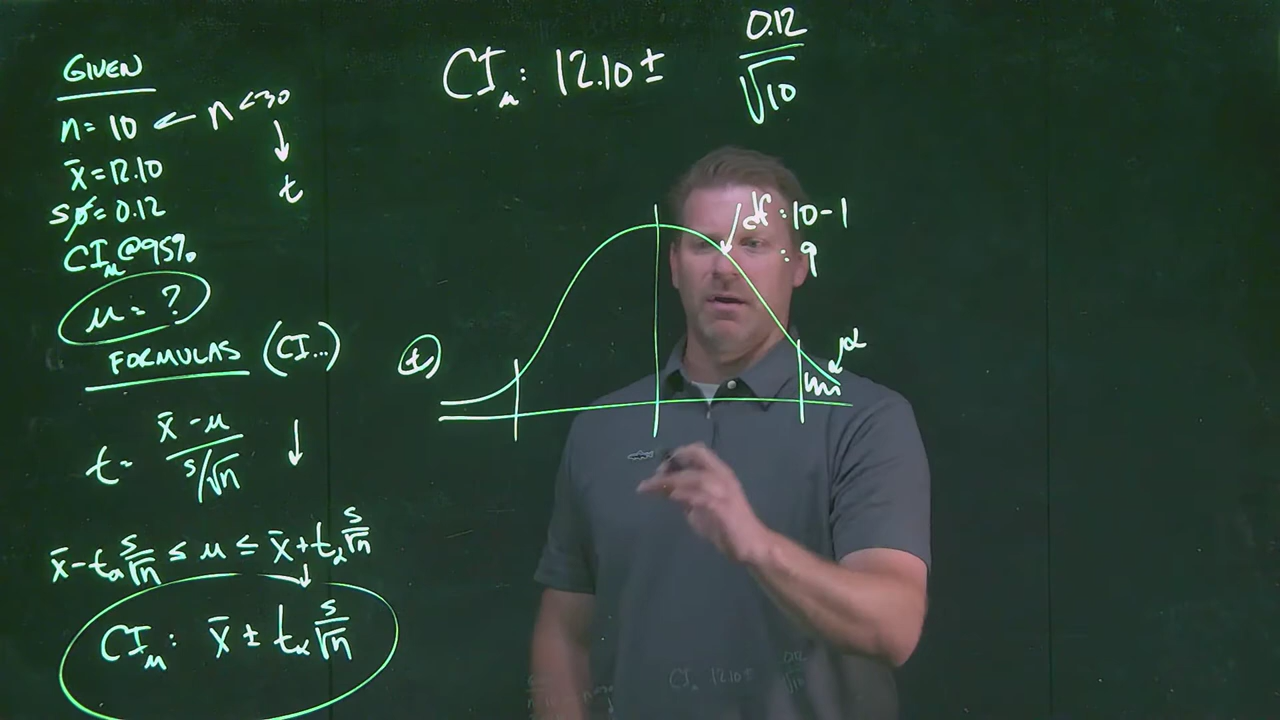 GIVEN
n = 10 ← n < 30
↓
t
x̄ = 12.10
s σ = 0.12
CIμ @ 95%
μ = ?
FORMULAS (CI...)
t = (x̄ - μ) / (s/√n) ↓
x̄ - tα s/√n ≤ μ ≤ x̄ + tα s/√n
↓
CIμ: x̄ ± tα s/√n
CIμ: 12.10 ± 0.12/√10
df: 10 - 1
: 9
t
α